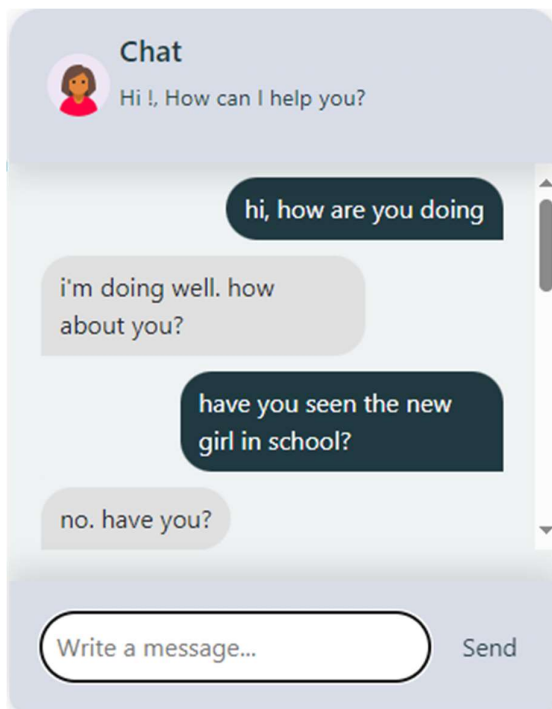 Chat
Hi !, How can I help you?
hi, how are you doing
i'm doing well. how
about you?
have you seen the new
girl in school?
no. have you?
Write a message...
Send